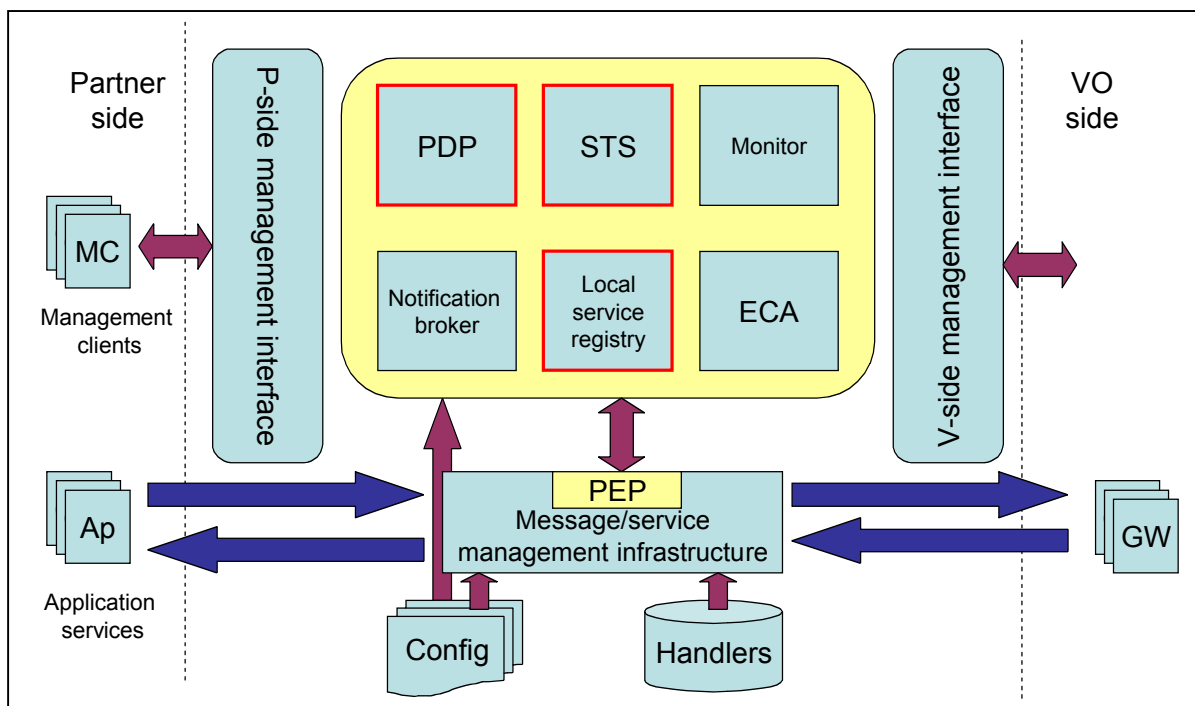 Partner
side
P-side management interface
PDP
STS
Monitor
V-side management interface
VO
side
MC
Management
clients
Notification
broker
Local
service
registry
ECA
Ap
Application
services
PEP
Message/service
management infrastructure
GW
Config
Handlers